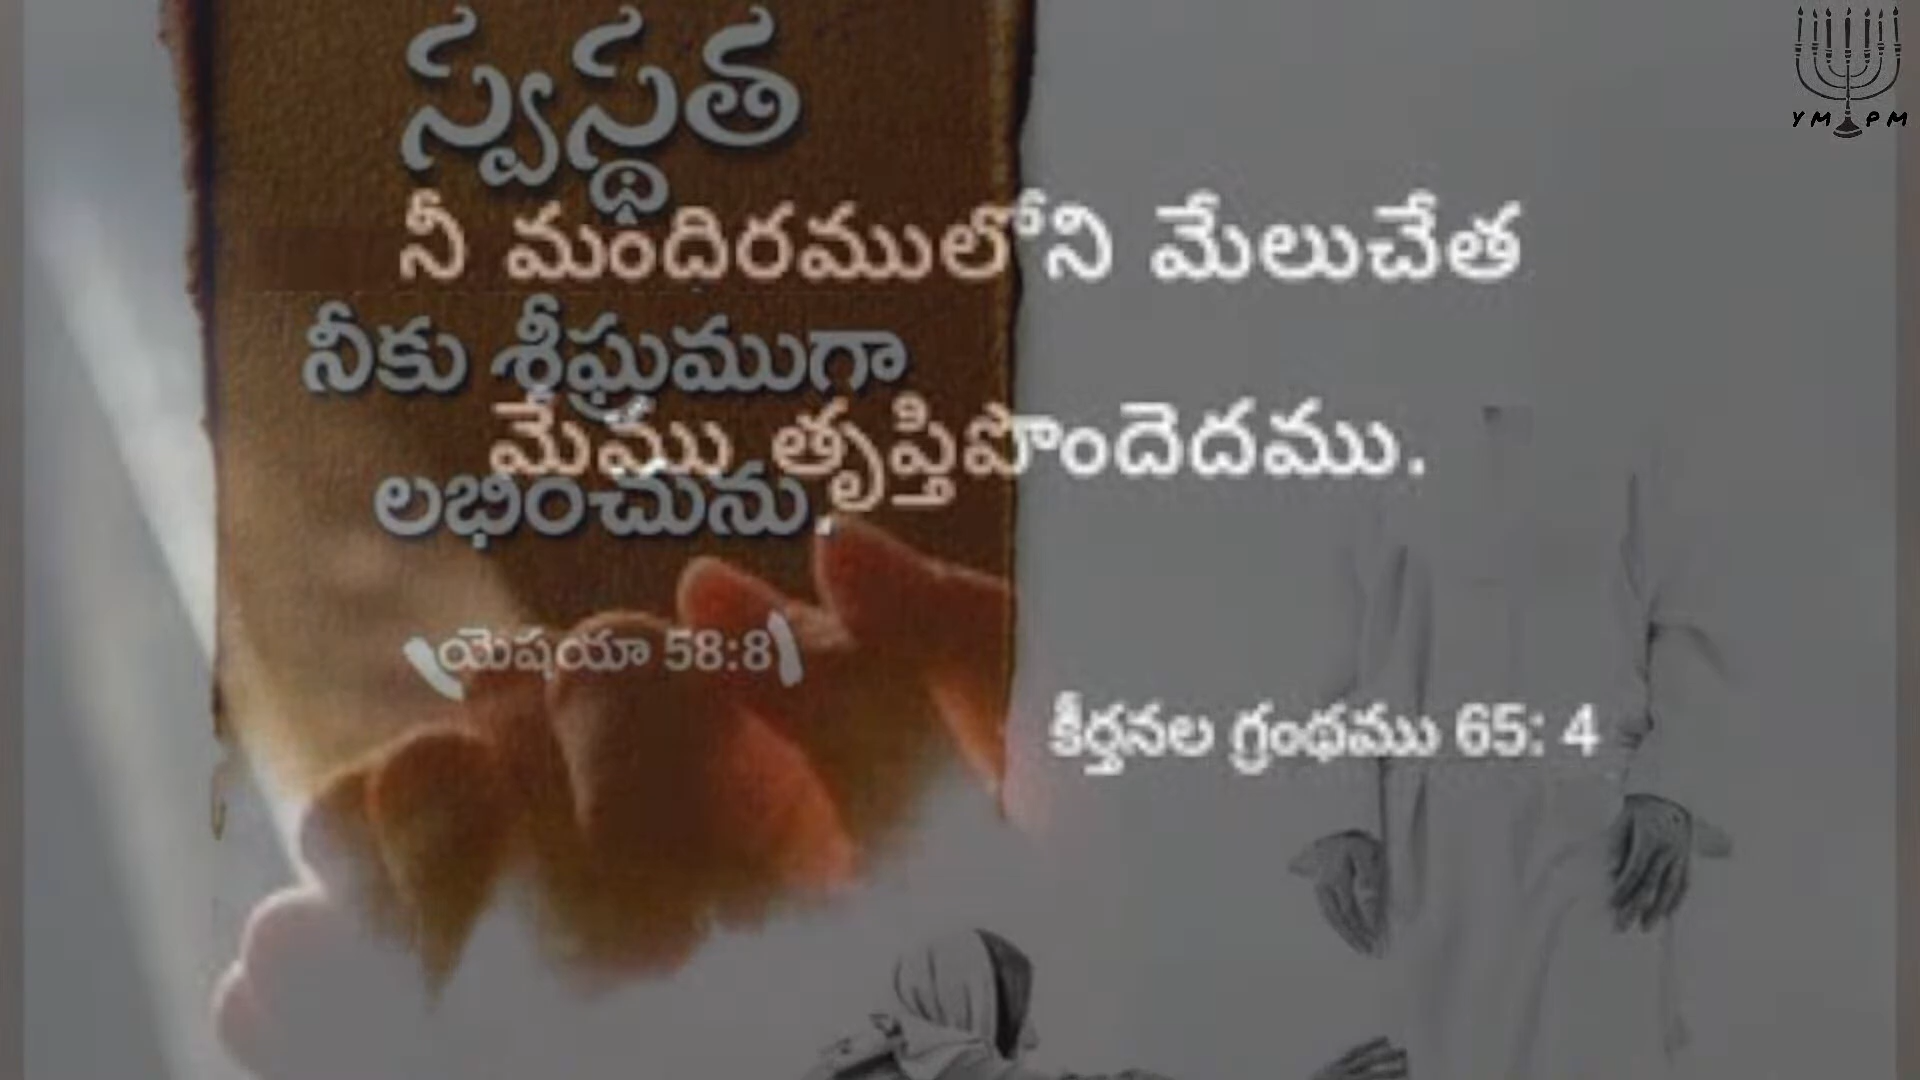 స్వస్థత
నీ మందిరములోని మేలుచేత
నీకు శీఘ్రముగా
మేము తృప్తిపొందెదము.
లభించును.
యెషయా 58:8
కీర్తనల గ్రంథము 65: 4
YM PM